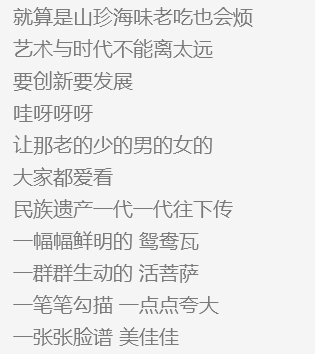 就算是山珍海味老吃也会烦
艺术与时代不能离太远
要创新要发展
哇呀呀呀
让那老的少的男的女的
大家都爱看
民族遗产一代一代往下传
一幅幅鲜明的 鸳鸯瓦
一群群生动的 活菩萨
一笔笔勾描 一点点夸大
一张张脸谱 美佳佳